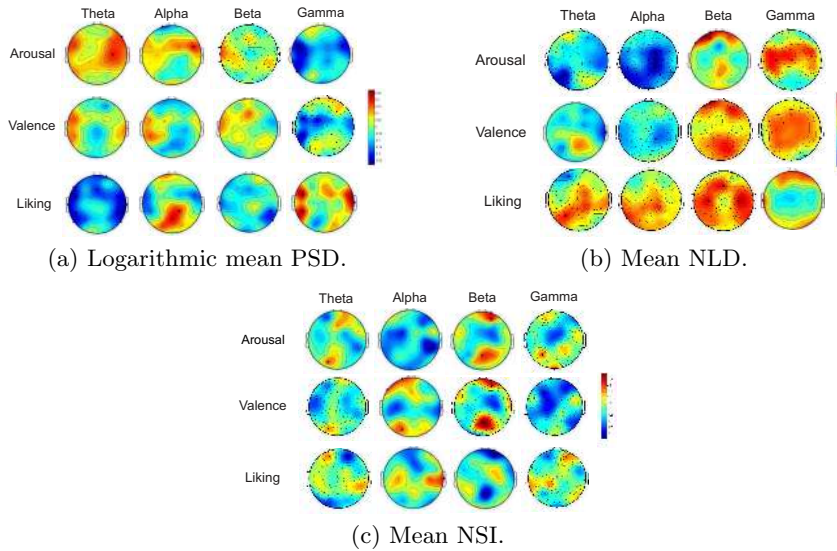 Theta Alpha Beta Gamma
Arousal
Valence
Liking
(a) Logarithmic mean PSD.
Theta Alpha Beta Gamma
Arousal
Valence
Liking
(b) Mean NLD.
Theta Alpha Beta Gamma
Arousal
Valence
Liking
(c) Mean NSI.